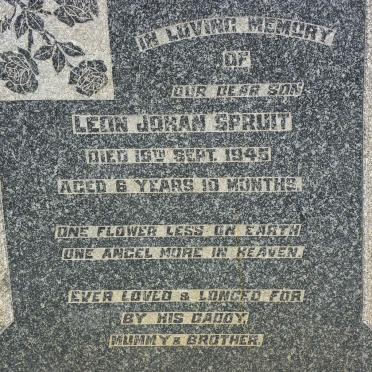 IN LOVING MEMORY
OF
OUR DEAR SON
LEON JOHAN SPRUIT
DIED 19TH SEPT. 1945
AGED 6 YEARS 10 MONTHS.
ONE FLOWER LESS ON EARTH
ONE ANGEL MORE IN HEAVEN.
EVER LOVED & LONGED FOR
BY HIS DADDY,
MUMMY & BROTHER.